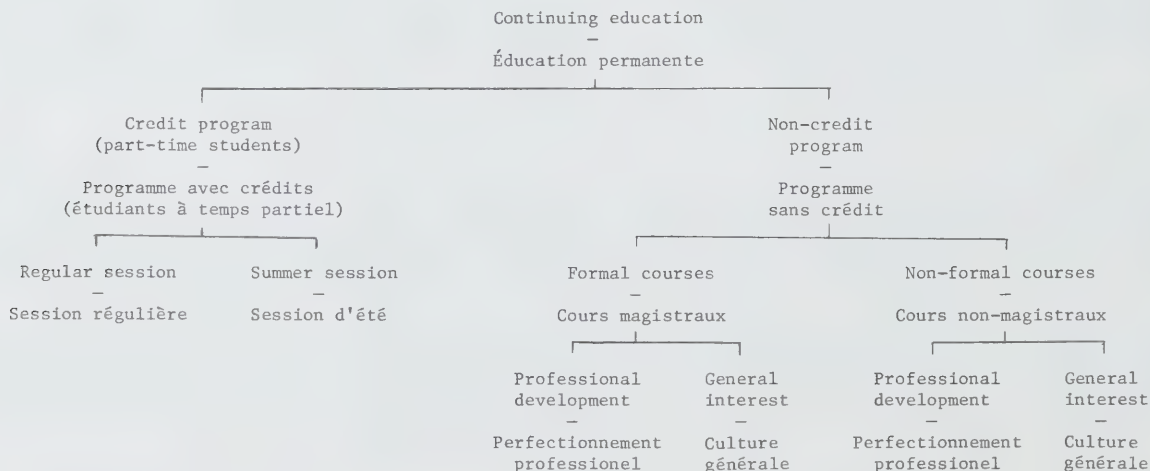 Continuing education
—
Éducation permanente
Credit program
(part-time students)
—
Programme avec crédits
(étudiants à temps partiel)
Non-credit
program
—
Programme
sans crédit
Regular session
—
Session régulière
Summer session
—
Session d'été
Formal courses
—
Cours magistraux
Non-formal courses
—
Cours non-magistraux
Professional
development
—
Perfectionnement
professionel
General
interest
—
Culture
générale
Professional
development
—
Perfectionnement
professionel
General
interest
—
Culture
générale